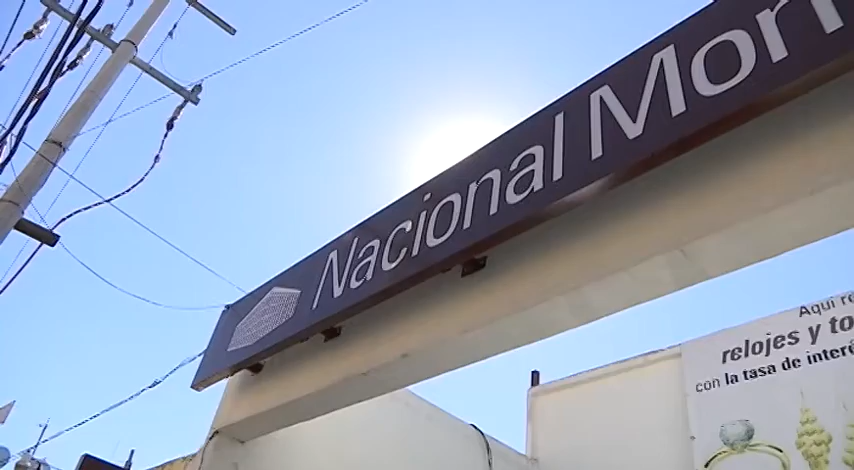 Nacional Mon
Aquí re
relojes y to
con la tasa de interé